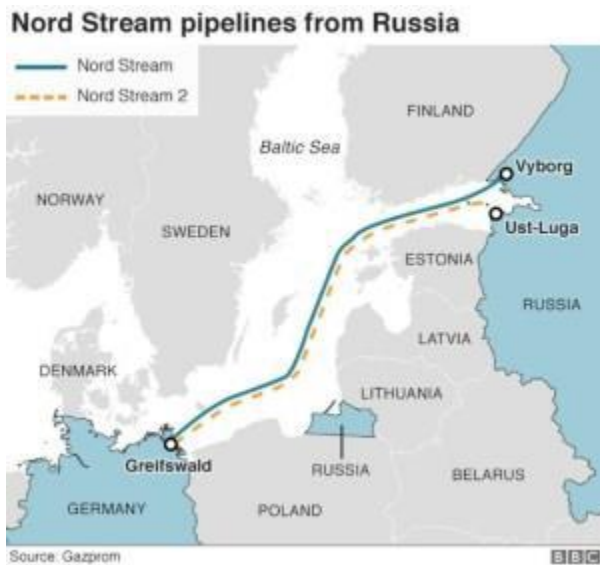 Nord Stream pipelines from Russia
Nord Stream
Nord Stream 2
FINLAND
Baltic Sea
Vyborg
NORWAY
SWEDEN
Ust-Luga
ESTONIA
RUSSIA
LATVIA
DENMARK
LITHUANIA
Greifswald
RUSSIA
BELARUS
GERMANY
POLAND
Source: Gazprom
BBC